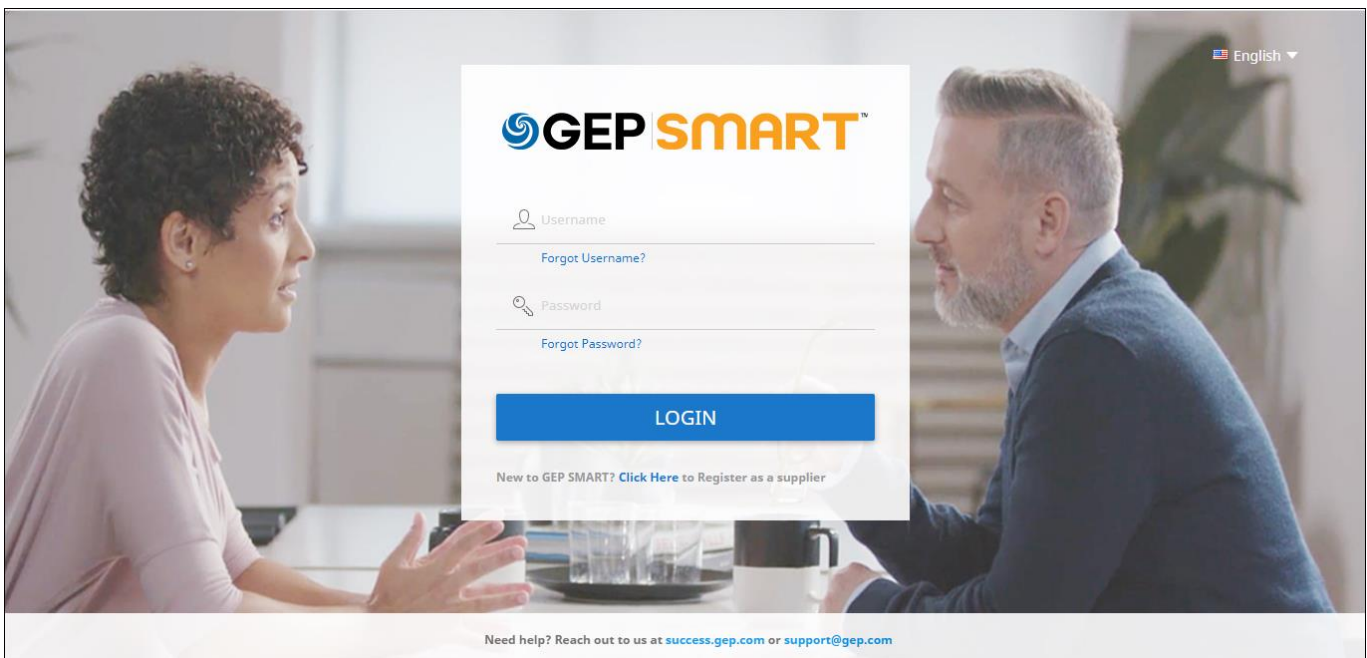 English
GEP SMART™
Username
Forgot Username?
Password
Forgot Password?
LOGIN
New to GEP SMART? Click Here to Register as a supplier
Need help? Reach out to us at success.gep.com or support@gep.com